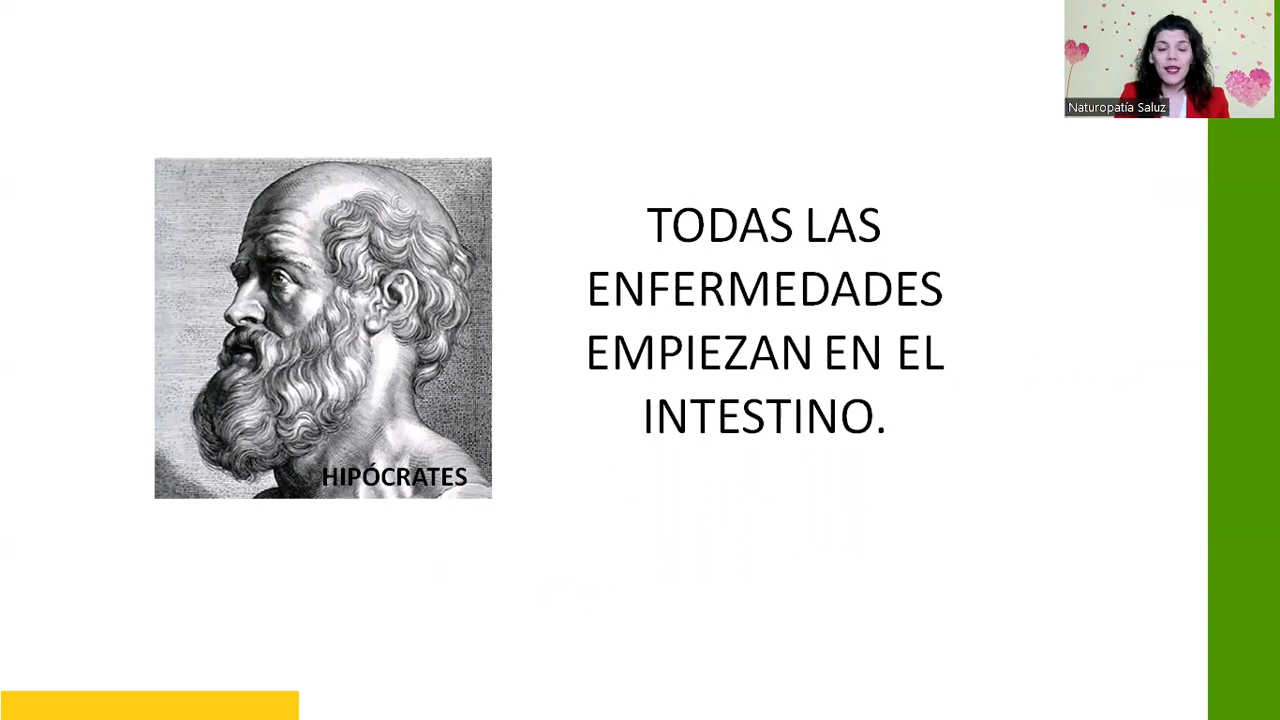 Naturopatía Saluz
TODAS LAS
ENFERMEDADES
EMPIEZAN EN EL
INTESTINO.
HIPÓCRATES